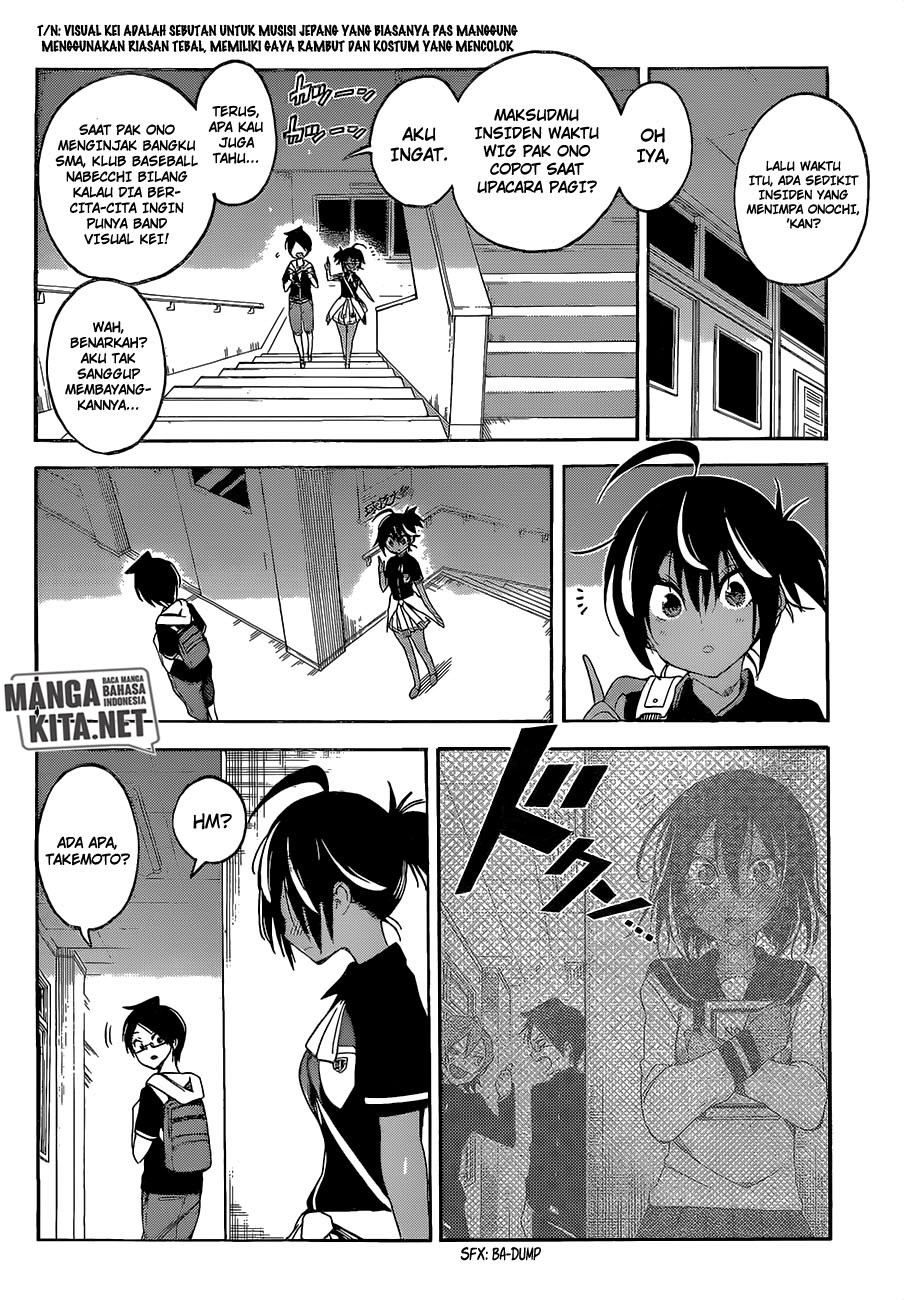 T/N: VISUAL KEI ADALAH SEBUTAN UNTUK MUSISI JEPANG YANG BIASANYA PAS MANGGUNG
MENGGUNAKAN RIASAN TEBAL, MEMILIKI GAYA RAMBUT DAN KOSTUM YANG MENCOLOK
LALU WAKTU
ITU, ADA SEDIKIT
INSIDEN YANG
MENIMPA ONOCHI,
'KAN?
OH
IYA,
MAKSUDMU
INSIDEN WAKTU
WIG PAK ONO
COPOT SAAT
UPACARA PAGI?
AKU
INGAT.
TERUS,
APA KAU
JUGA
TAHU...
SAAT PAK ONO
MENGINJAK BANGKU
SMA, KLUB BASEBALL
NABECCHI BILANG
KALAU DIA BER-
CITA-CITA INGIN
PUNYA BAND
VISUAL KEI!
WAH,
BENARKAH?
AKU TAK
SANGGUP
MEMBAYANG-
KANNYA...
MANGA
KITA.NET
BACA MANGA
BAHASA
INDONESIA
ドクン...
SFX: BA-DUMP
HM?
ADA APA,
TAKEMOTO?